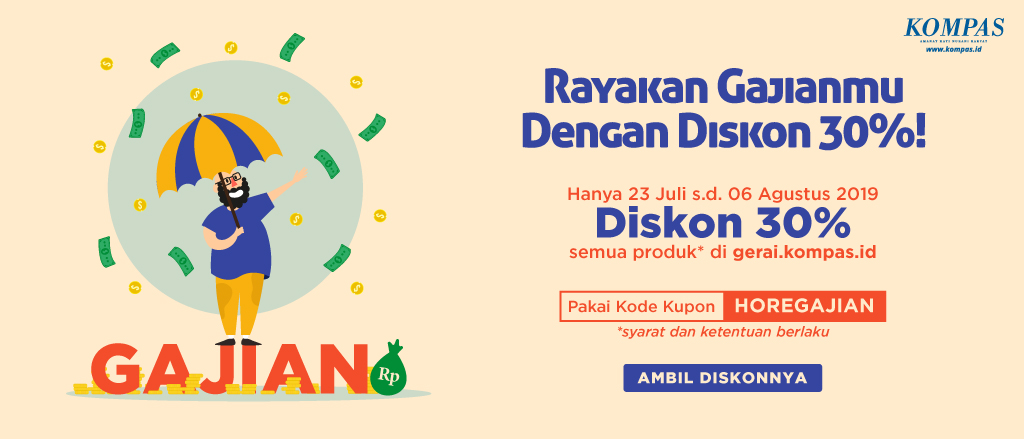 KOMPAS
AMANAT HATI NURANI RAKYAT
www.kompas.id
Rayakan Gajianmu
Dengan Diskon 30%!
Hanya 23 Juli s.d. 06 Agustus 2019
Diskon 30%
semua produk* di gerai.kompas.id
Pakai Kode Kupon HOREGAJIAN
*syarat dan ketentuan berlaku
AMBIL DISKONNYA
GAJIAN
Rp